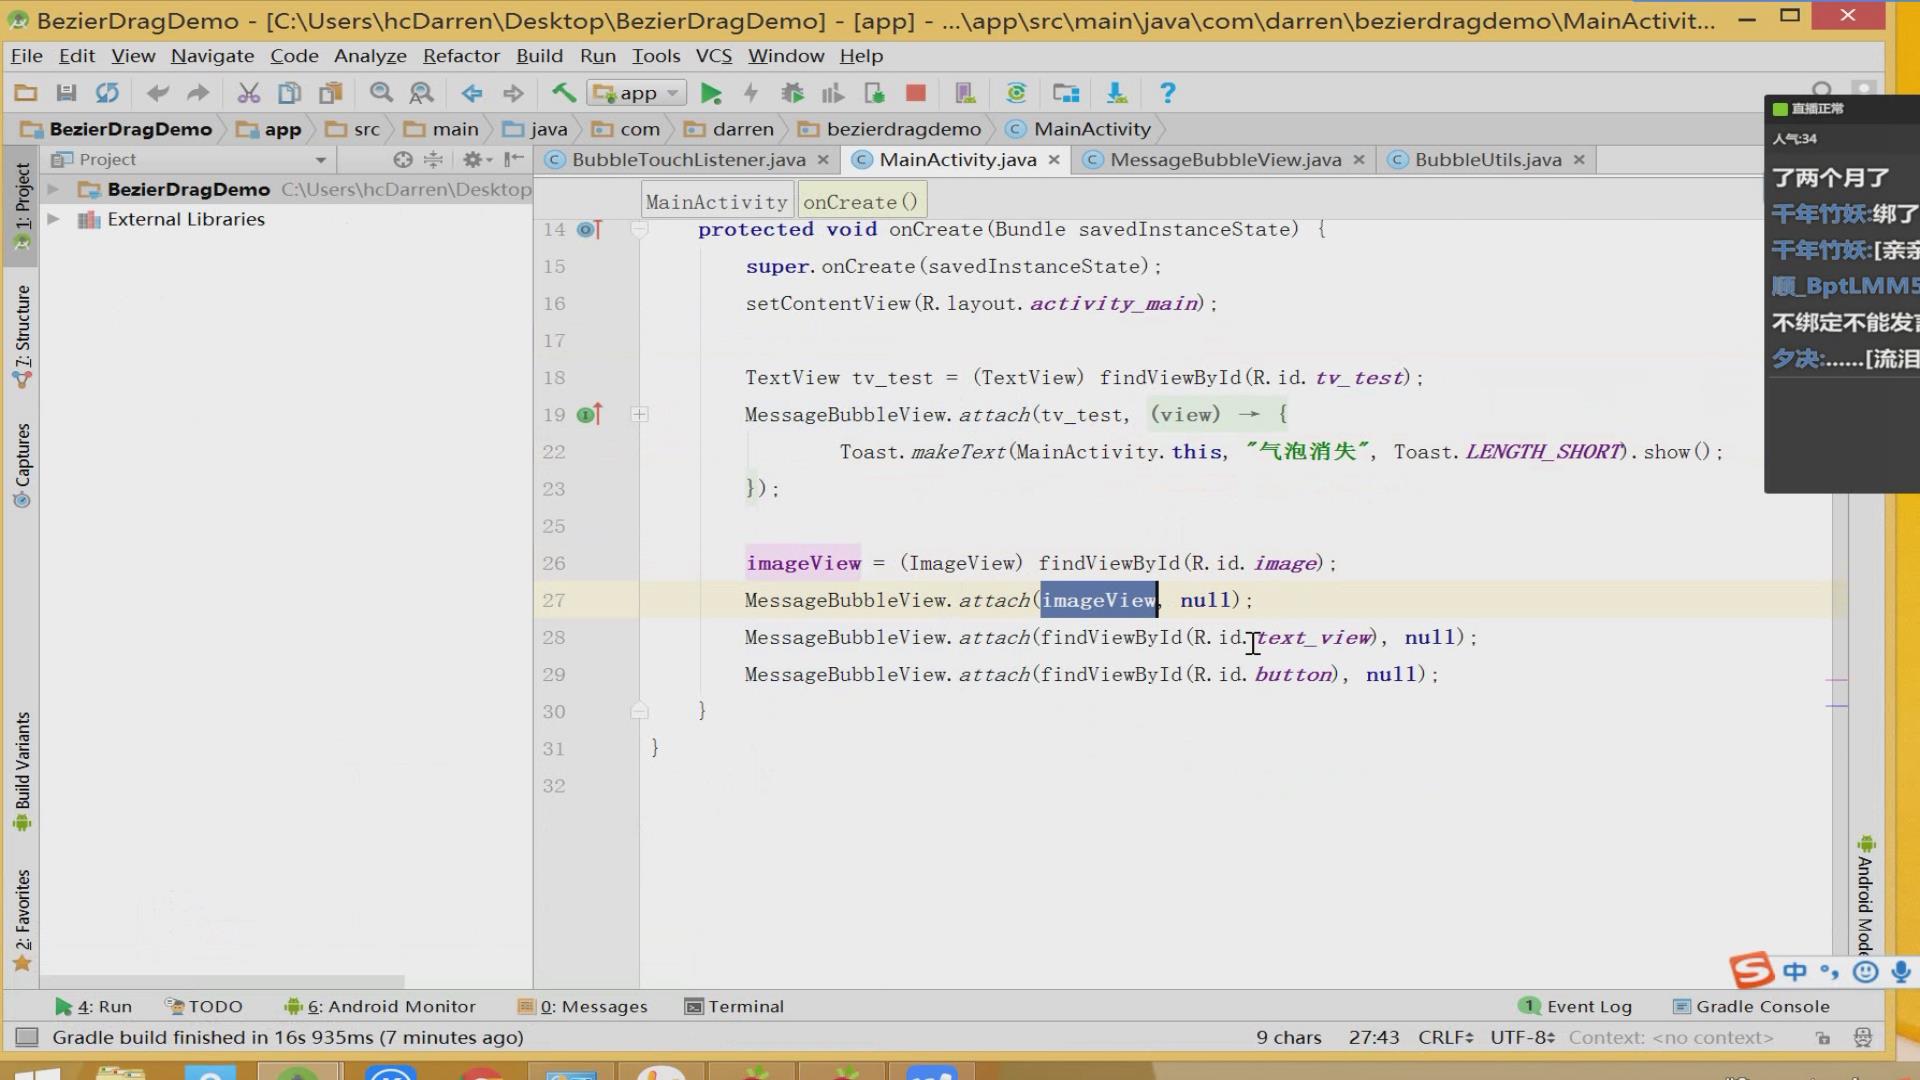 BezierDragDemo - [C:\Users\hcDarren\Desktop\BezierDragDemo] - [app] - ...\app\src\main\java\com\darren\bezierdragdemo\MainActivit...
File Edit View Navigate Code Analyze Refactor Build Run Tools VCS Window Help
app
BezierDragDemo app src main java com darren bezierdragdemo MainActivity
Project
BubbleTouchListener.java MainActivity.java MessageBubbleView.java BubbleUtils.java
BezierDragDemo C:\Users\hcDarren\Desktop
External Libraries
MainActivity onCreate()
14 protected void onCreate(Bundle savedInstanceState) {
15 super.onCreate(savedInstanceState);
16 setContentView(R.layout.activity_main);
17
18 TextView tv_test = (TextView) findViewById(R.id.tv_test);
19 MessageBubbleView.attach(tv_test, (view) → {
22 Toast.makeText(MainActivity.this, "气泡消失", Toast.LENGTH_SHORT).show();
23 });
25
26 imageView = (ImageView) findViewById(R.id.image);
27 MessageBubbleView.attach(imageView, null);
28 MessageBubbleView.attach(findViewById(R.id.text_view), null);
29 MessageBubbleView.attach(findViewById(R.id.button), null);
30 }
31 }
32
1: Project
7: Structure
Captures
Build Variants
2: Favorites
直播正常
人气:34
了两个月了
千年竹妖:绑了
千年竹妖:[亲亲
顺_BptLMM5
不绑定不能发言
夕决:......[流泪
Android Mode
中
4: Run TODO 6: Android Monitor 0: Messages Terminal 1 Event Log Gradle Console
Gradle build finished in 16s 935ms (7 minutes ago) 9 chars 27:43 CRLF UTF-8 Context: <no context>